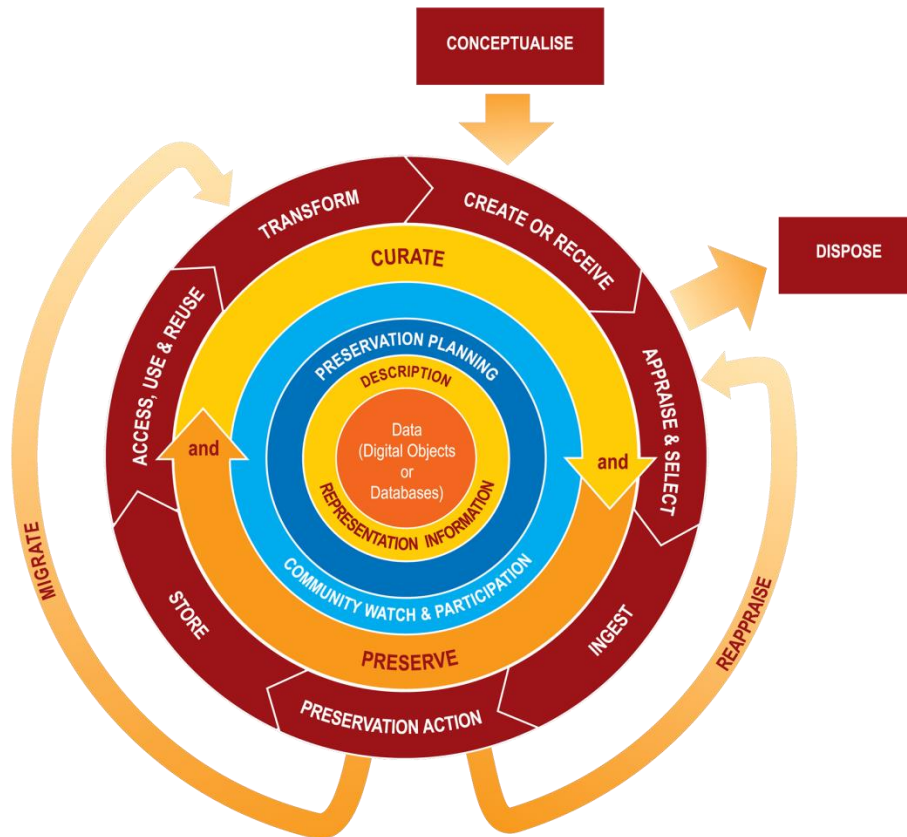 CONCEPTUALISE
DISPOSE
TRANSFORM
CREATE OR RECEIVE
APPRAISE & SELECT
INGEST
PRESERVATION ACTION
STORE
ACCESS, USE & REUSE
MIGRATE
REAPPRAISE
CURATE
and
PRESERVE
and
PRESERVATION PLANNING
COMMUNITY WATCH & PARTICIPATION
DESCRIPTION
REPRESENTATION INFORMATION
Data
(Digital Objects
or
Databases)